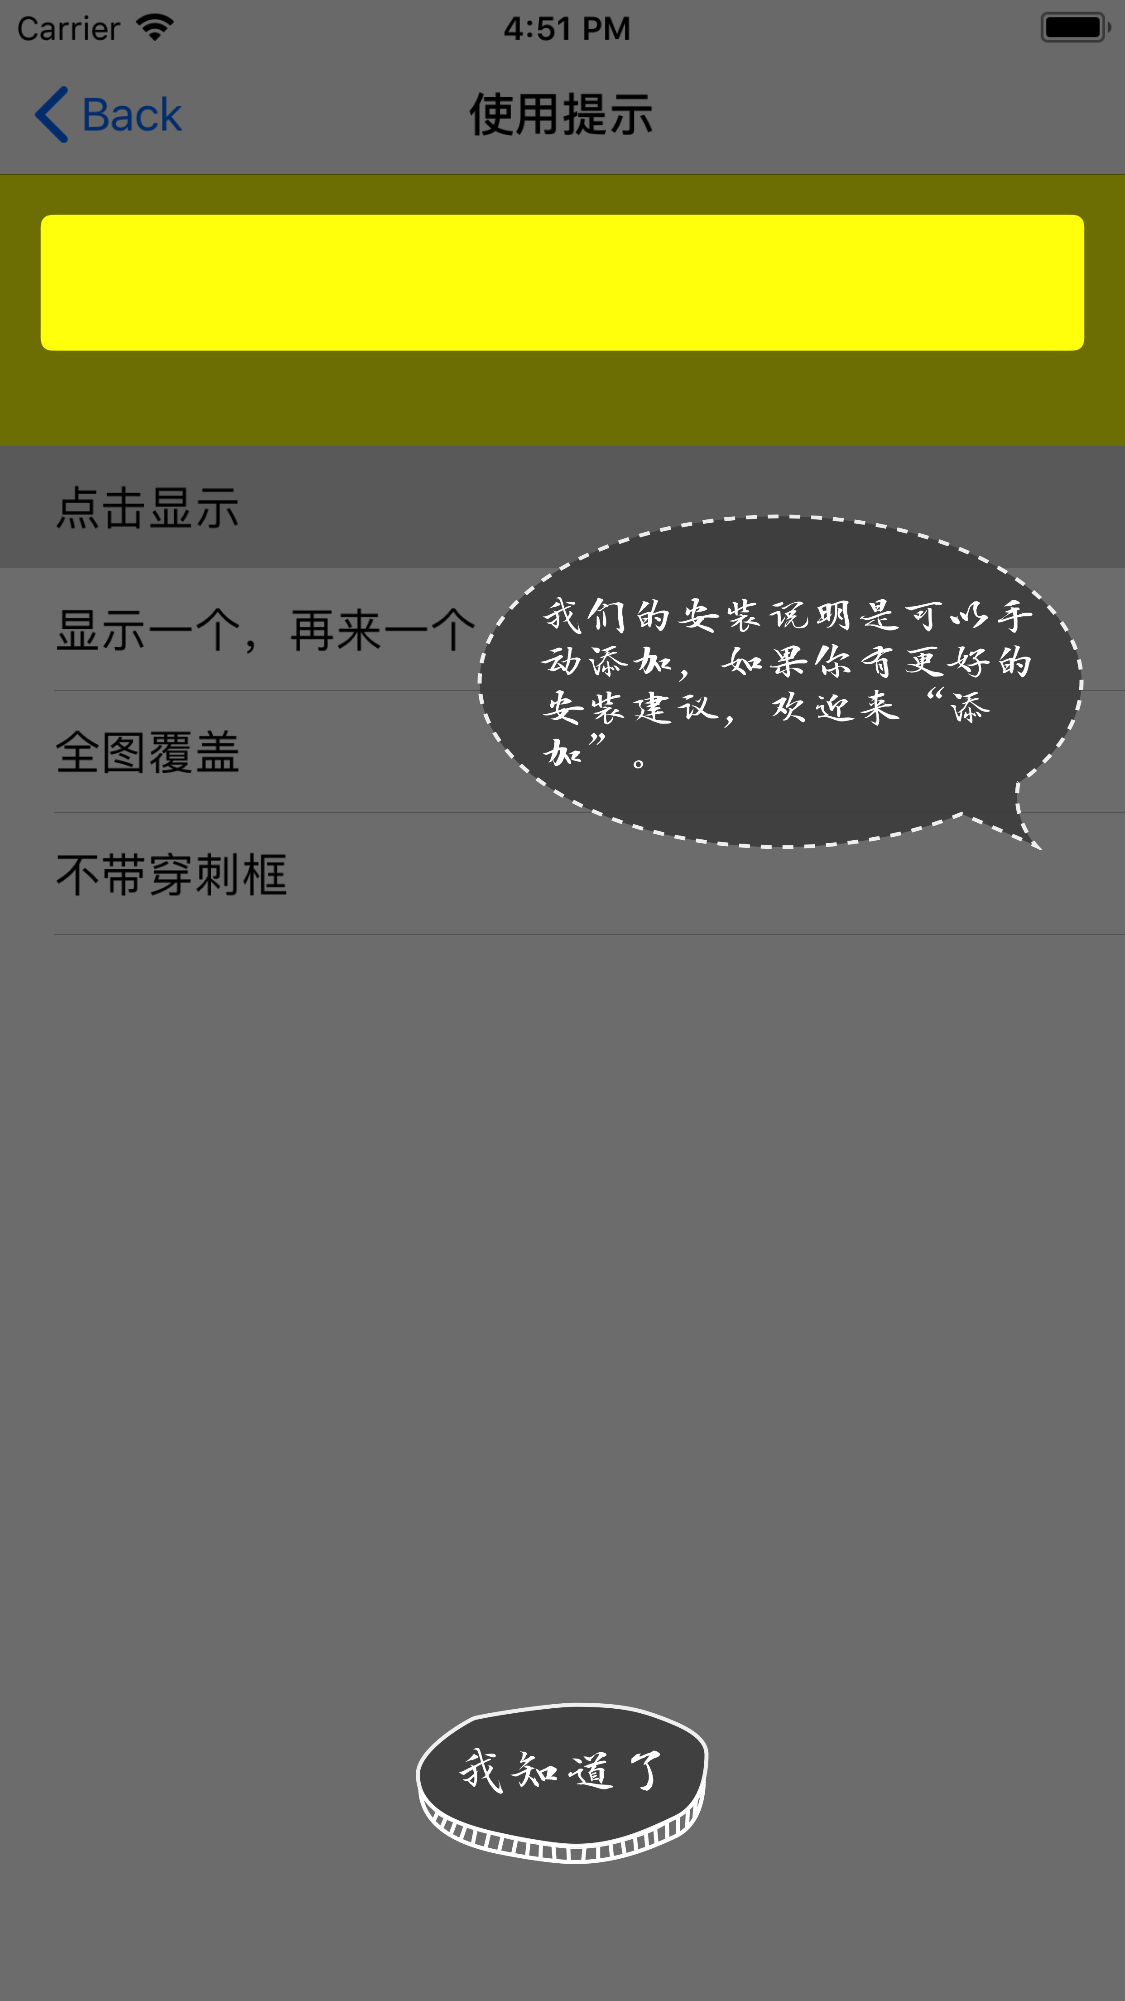 Carrier 4:51 PM
Back 使用提示
点击显示
显示一个，再来一个
全图覆盖
不带穿刺框
我们的安装说明是可以手
动添加，如果你有更好的
安装建议，欢迎来“添
加”。
我知道了